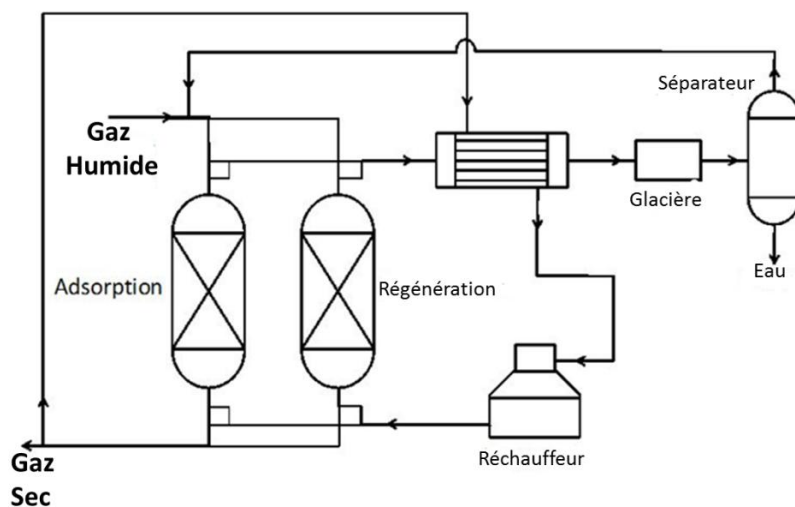 Séparateur
Gaz
Humide
Glacière
Eau
Adsorption
Régénération
Réchauffeur
Gaz
Sec